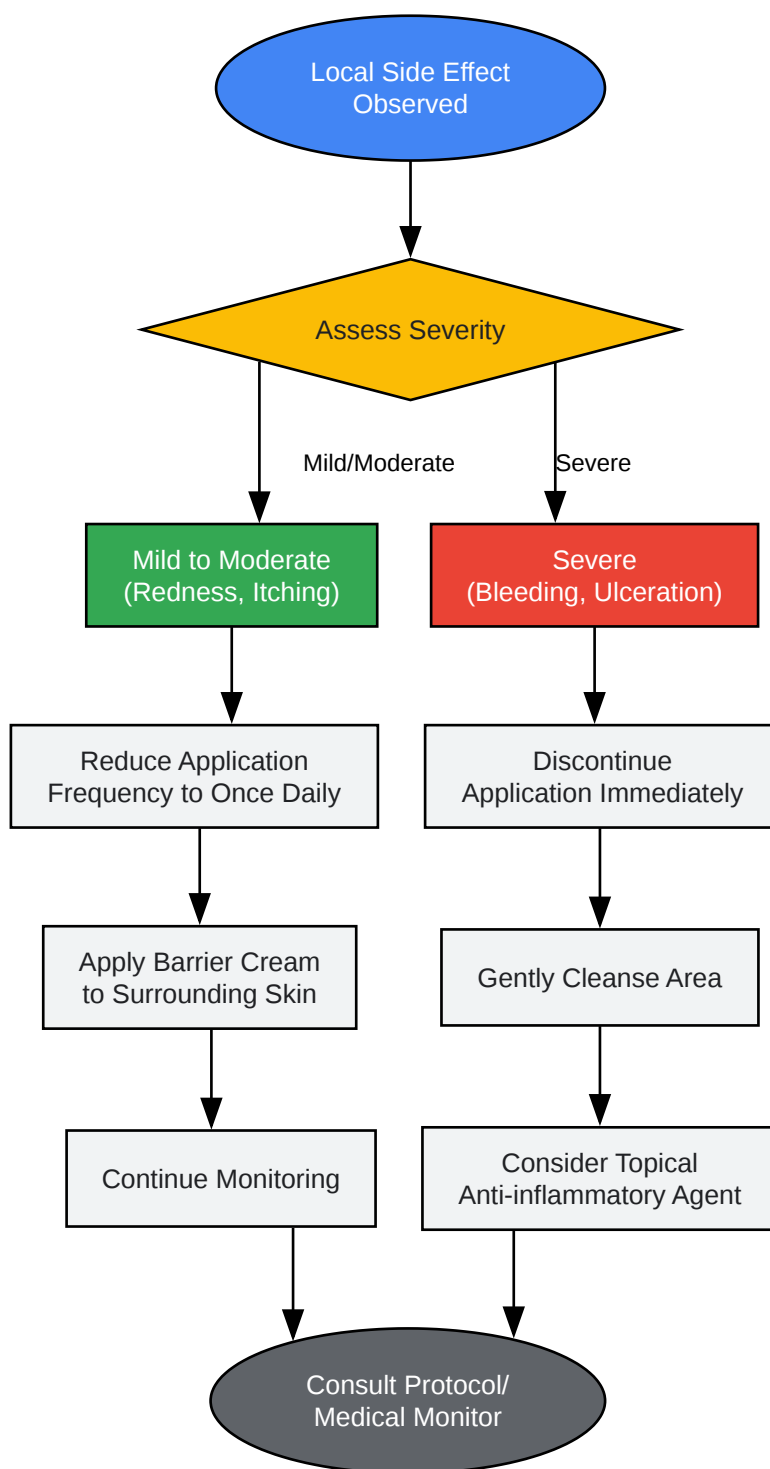 Local Side Effect
Observed
Assess Severity
Mild/Moderate
Severe
Mild to Moderate
(Redness, Itching)
Severe
(Bleeding, Ulceration)
Reduce Application
Frequency to Once Daily
Discontinue
Application Immediately
Apply Barrier Cream
to Surrounding Skin
Gently Cleanse Area
Continue Monitoring
Consider Topical
Anti-inflammatory Agent
Consult Protocol/
Medical Monitor